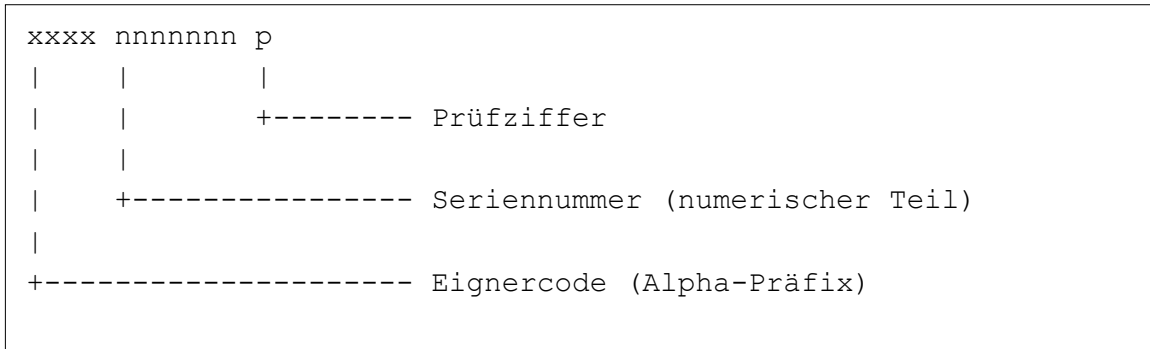 xxxx nnnnnnn p
|    |       |
|    |       +-------- Prüfziffer
|    |
|    +---------------- Seriennummer (numerischer Teil)
|
+--------------------- Eignercode (Alpha-Präfix)